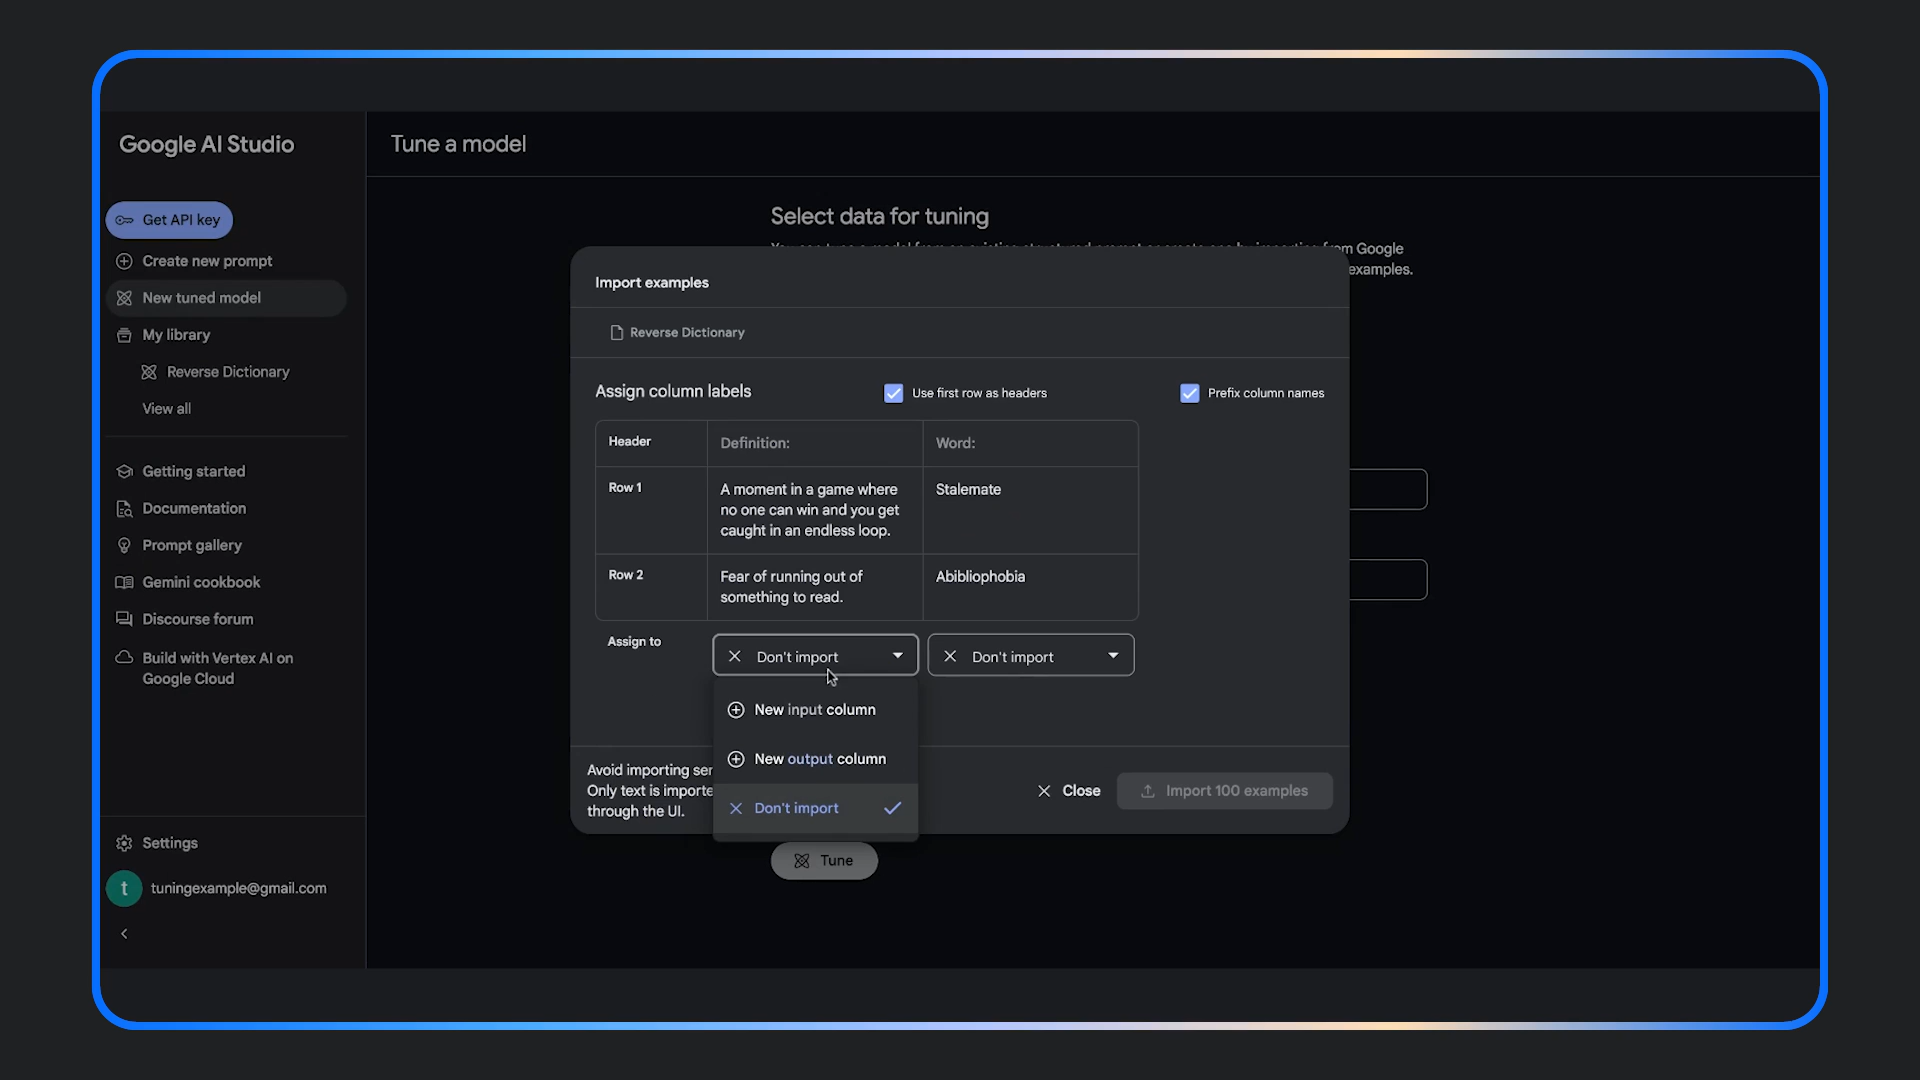 Google AI Studio
Get API key
Create new prompt
New tuned model
My library
Reverse Dictionary
View all
Getting started
Documentation
Prompt gallery
Gemini cookbook
Discourse forum
Build with Vertex AI on
Google Cloud
Settings
t
tuningexample@gmail.com
Tune a model
Select data for tuning
m Google
examples.
Import examples
Reverse Dictionary
Assign column labels
Use first row as headers
Prefix column names
Header
Definition:
Word:
Row 1
A moment in a game where
no one can win and you get
caught in an endless loop.
Stalemate
Row 2
Fear of running out of
something to read.
Abibliophobia
Assign to
Don't import
Don't import
New input column
New output column
Don't import
Avoid importing ser
Only text is importe
through the UI.
Close
Import 100 examples
Tune